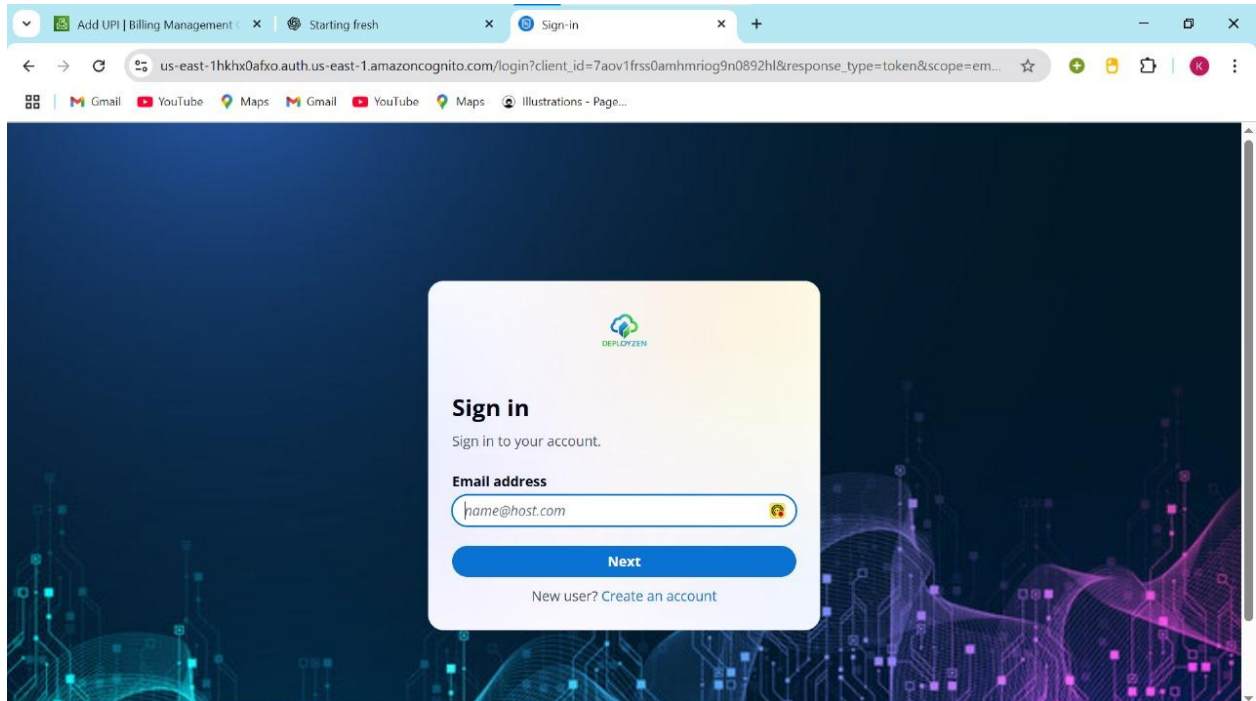 Add UPI | Billing Management C
Starting fresh
Sign-in
us-east-1hkhx0afxo.auth.us-east-1.amazoncognito.com/login?client_id=7aov1frss0amhmriog9n0892hl&response_type=token&scope=em...
K
Gmail YouTube Maps Gmail YouTube Maps Illustrations - Page...
DEPLOYZEN
Sign in
Sign in to your account.
Email address
name@host.com
Next
New user? Create an account